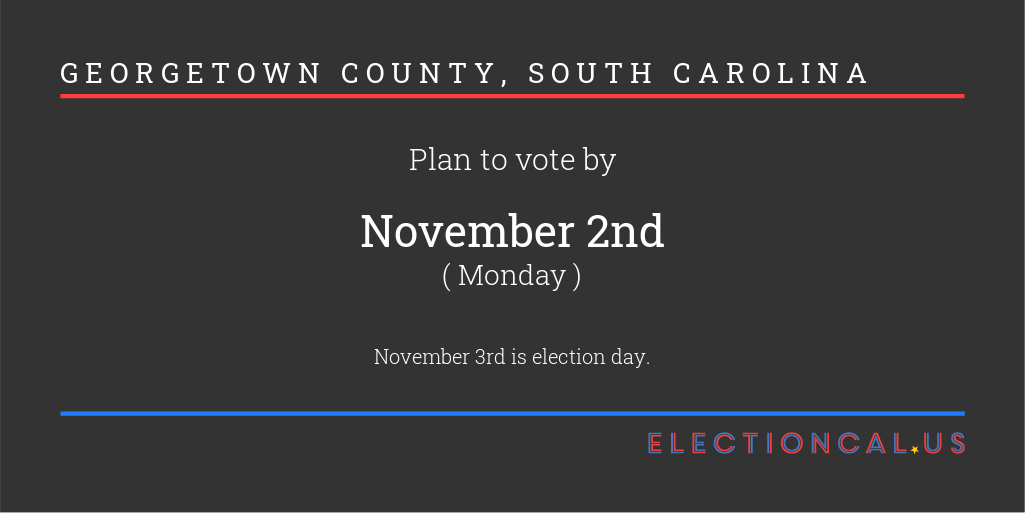 GEORGETOWN COUNTY, SOUTH CAROLINA
Plan to vote by
November 2nd
( Monday )
November 3rd is election day.
ELECTIONCAL.US